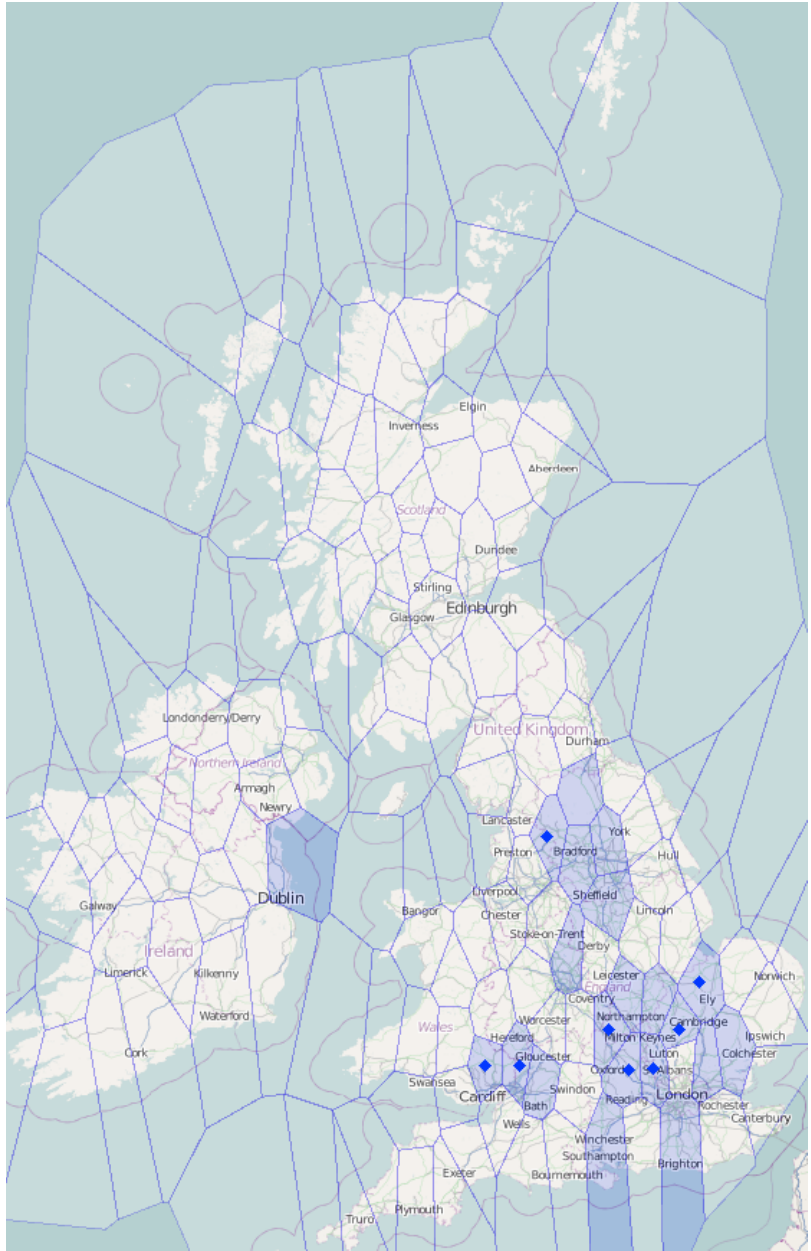 Elgin
Inverness
Aberdeen
Scotland
Dundee
Stirling
Edinburgh
Glasgow
Londonderry/Derry
United Kingdom
Durham
Northern Ireland
Armagh
Newry
Lancaster
York
Preston
Bradford
Hull
Liverpool
Sheffield
Dublin
Galway
Bangor
Chester
Lincoln
Stoke-on-Trent
Derby
Ireland
Limerick
Kilkenny
Leicester
Norwich
England
Ely
Coventry
Waterford
Worcester
Northampton
Cambridge
Wales
Hereford
Milton Keynes
Ipswich
Cork
Gloucester
Luton
Colchester
Oxford
St Albans
Swansea
Swindon
Cardiff
Reading
London
Bath
Rochester
Canterbury
Wells
Winchester
Southampton
Brighton
Exeter
Bournemouth
Plymouth
Truro